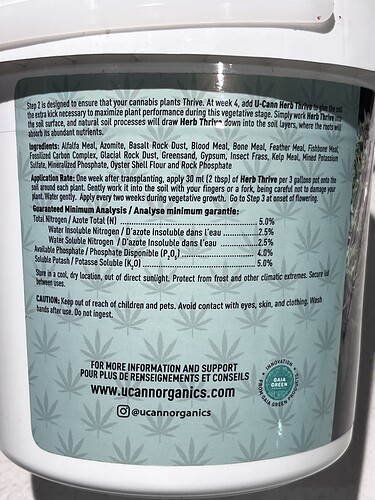 Step 2 is designed to ensure that your cannabis plants Thrive. At week 4, add U-Cann Herb Thrive to give the soil
the extra kick necessary to maximize plant performance during this vegetative stage. Simply work Herb Thrive into
the soil surface, and natural soil processes will draw Herb Thrive down into the soil layers, where the roots will
absorb its abundant nutrients.
Ingredients: Alfalfa Meal, Azomite, Basalt Rock Dust, Blood Meal, Bone Meal, Feather Meal, Fishbone Meal,
Fossilized Carbon Complex, Glacial Rock Dust, Greensand, Gypsum, Insect Frass, Kelp Meal, Mined Potassium
Sulfate, Mineralized Phosphate, Oyster Shell Flour and Rock Phosphate
Application Rate: One week after transplanting, apply 30 ml (2 tbsp) of Herb Thrive per 3 gallons pot onto the
soil around each plant. Gently work it into the soil with your fingers or a fork, being careful not to damage your
plant. Water gently. Apply every two weeks during vegetative growth. Go to Step 3 at onset of flowering.
Guaranteed Minimum Analysis / Analyse minimum garantie:
Total Nitrogen / Azote Total (N) 5.0%
Water Insoluble Nitrogen / D'azote Insoluble dans l'eau 2.5%
Water Soluble Nitrogen / D'azote Insoluble dans l'eau 2.5%
Available Phosphate / Phosphate Disponible (P₂O₅) 4.0%
Soluble Potash / Potasse Soluble (K₂O) 5.0%
Store in a cool, dry location, out of direct sunlight. Protect from frost and other climatic extremes. Secure lid
between uses.
CAUTION: Keep out of reach of children and pets. Avoid contact with eyes, skin, and clothing. Wash
hands after use. Do not ingest.
FOR MORE INFORMATION AND SUPPORT
POUR PLUS DE RENSEIGNEMENTS ET CONSEILS
www.ucannorganics.com
@ucannorganics
INNOVATION
GAIA
GREEN
FROM GAIA GREEN PRODUCTS